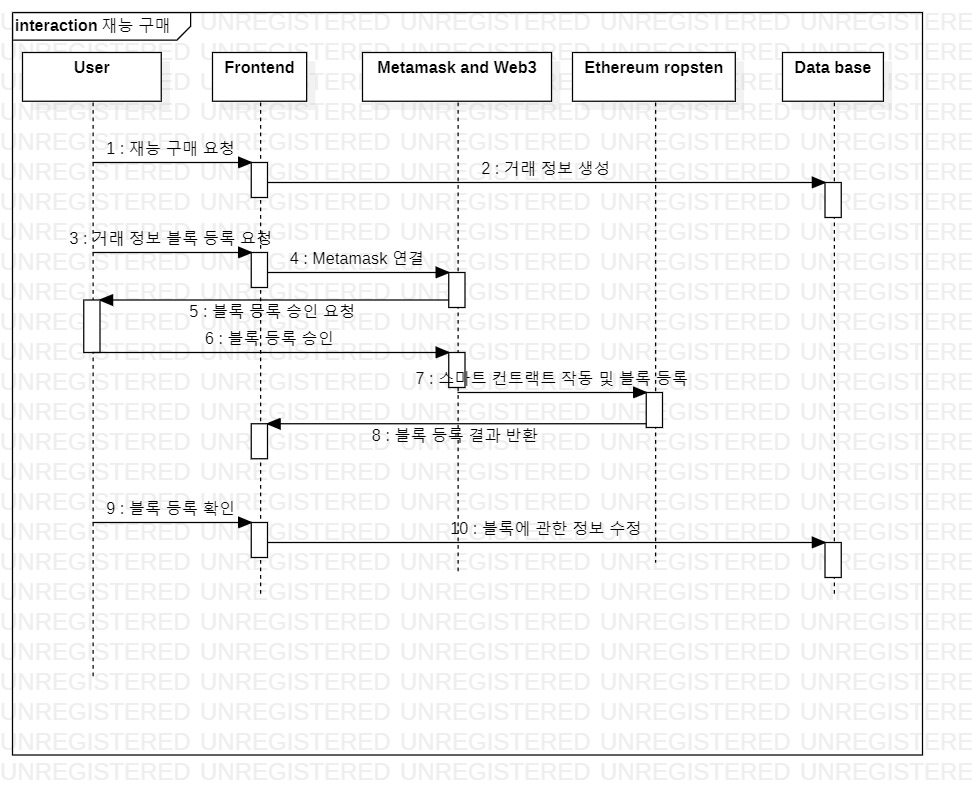 interaction 재능 구매
User
Frontend
Metamask and Web3
Ethereum ropsten
Data base
1 : 재능 구매 요청
2 : 거래 정보 생성
3 : 거래 정보 블록 등록 요청
4 : Metamask 연결
5 : 블록 등록 승인 요청
6 : 블록 등록 승인
7 : 스마트 컨트랙트 작동 및 블록 등록
8 : 블록 등록 결과 반환
9 : 블록 등록 확인
10 : 블록에 관한 정보 수정
UNREGISTERED